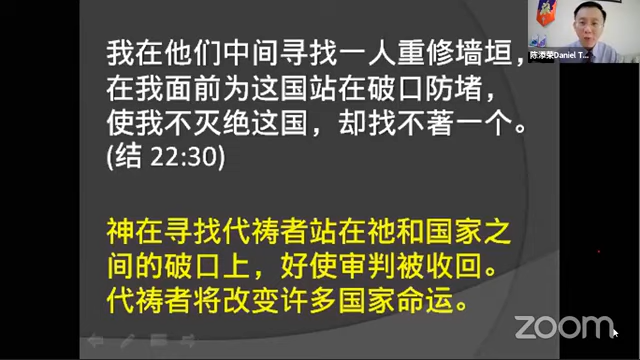 我在他们中间寻找一人重修墙垣，
在我面前为这国站在破口防堵，
使我不灭绝这国，却找不著一个。
(结 22:30)
神在寻找代祷者站在祂和国家之
间的破口上，好使审判被收回。
代祷者将改变许多国家命运。
陈添荣Daniel T...
zoom